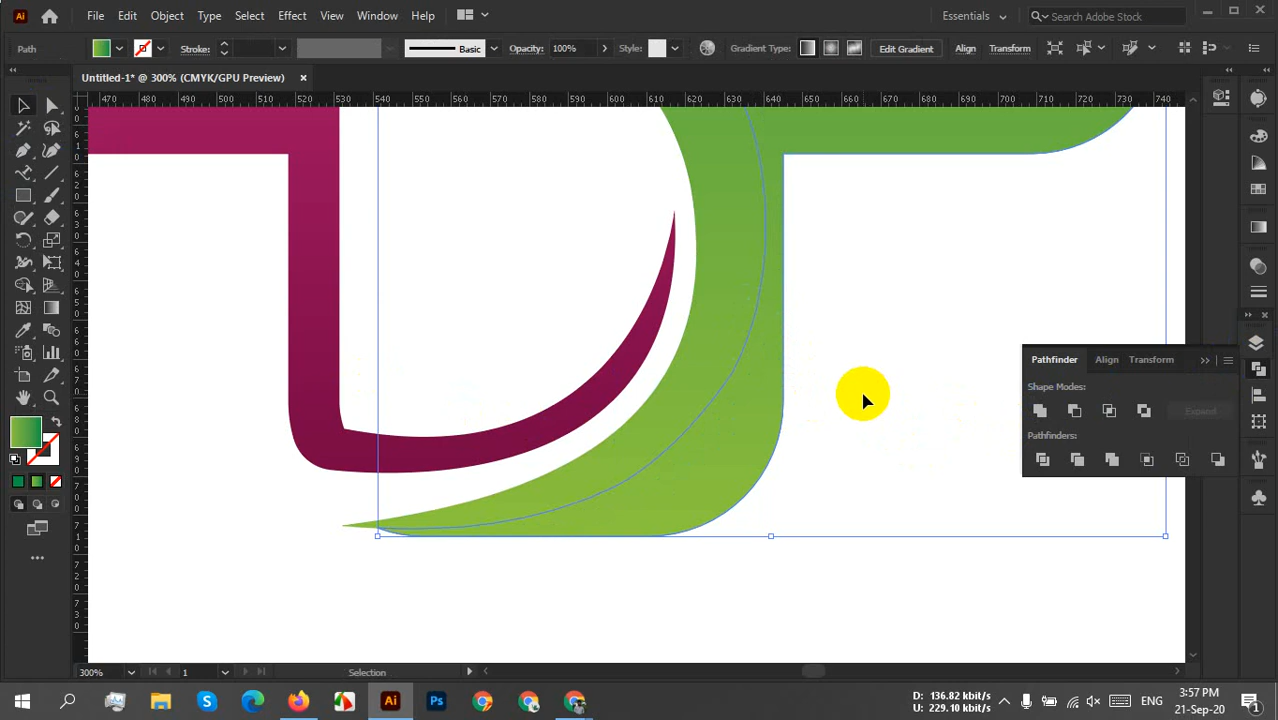 Ai File Edit Object Type Select Effect View Window Help Essentials Search Adobe Stock
Path Stroke: Basic Opacity: 100% Style: Gradient Type: Edit Gradient Align Transform
Untitled-1* @ 300% (CMYK/GPU Preview) ×
470 480 490 500 510 520 530 540 550 560 570 580 590 600 610 620 630 640 650 660 670 680 690 700 710 720 730 740
Pathfinder Align Transform
Shape Modes:
Expand
Pathfinders:
300% 1 Selection
Ai Ps
D: 136.82 kbit/s
U: 229.10 kbit/s
ENG
3:57 PM
21-Sep-20
1